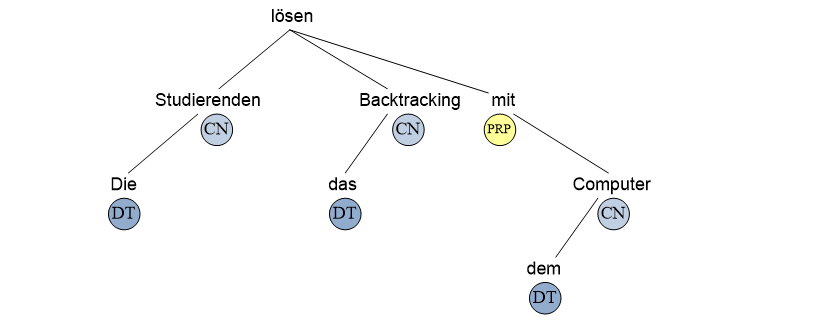 lösen
Studierenden Backtracking mit
CN CN PRP
Die das Computer
DT DT CN
dem
DT